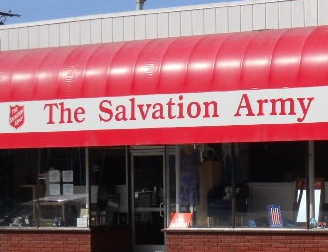 The Salvation Army